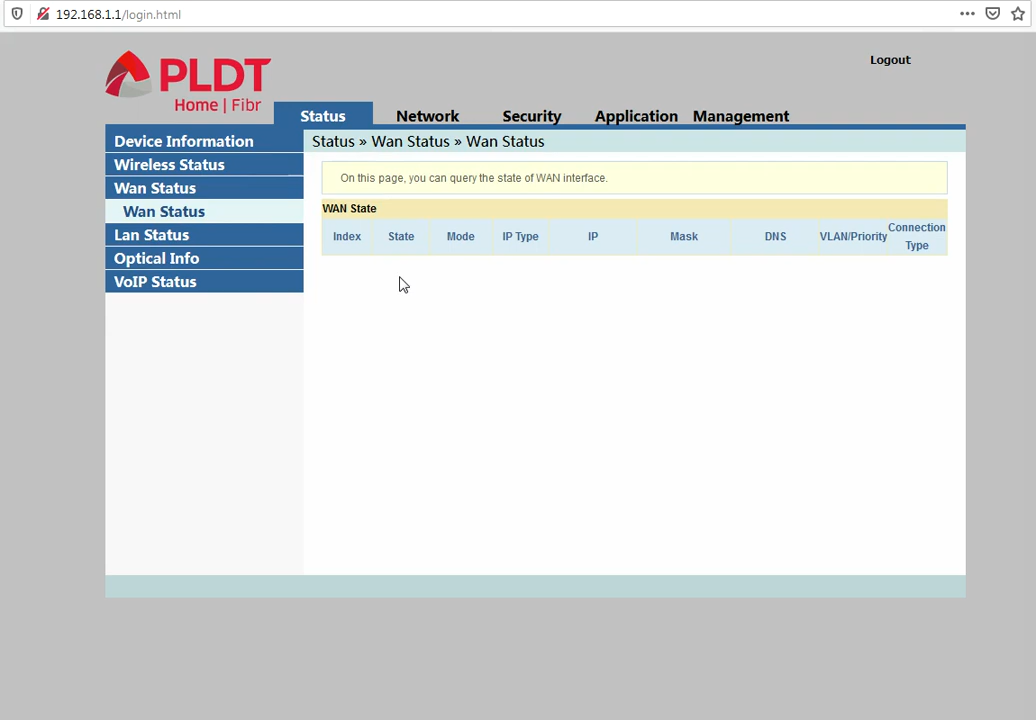 192.168.1.1/login.html
PLDT
Home | Fibr
Logout
Status Network Security Application Management
Device Information
Wireless Status
Wan Status
Wan Status
Lan Status
Optical Info
VoIP Status
Status » Wan Status » Wan Status
On this page, you can query the state of WAN interface.
WAN State
Index State Mode IP Type IP Mask DNS VLAN/Priority Connection Type